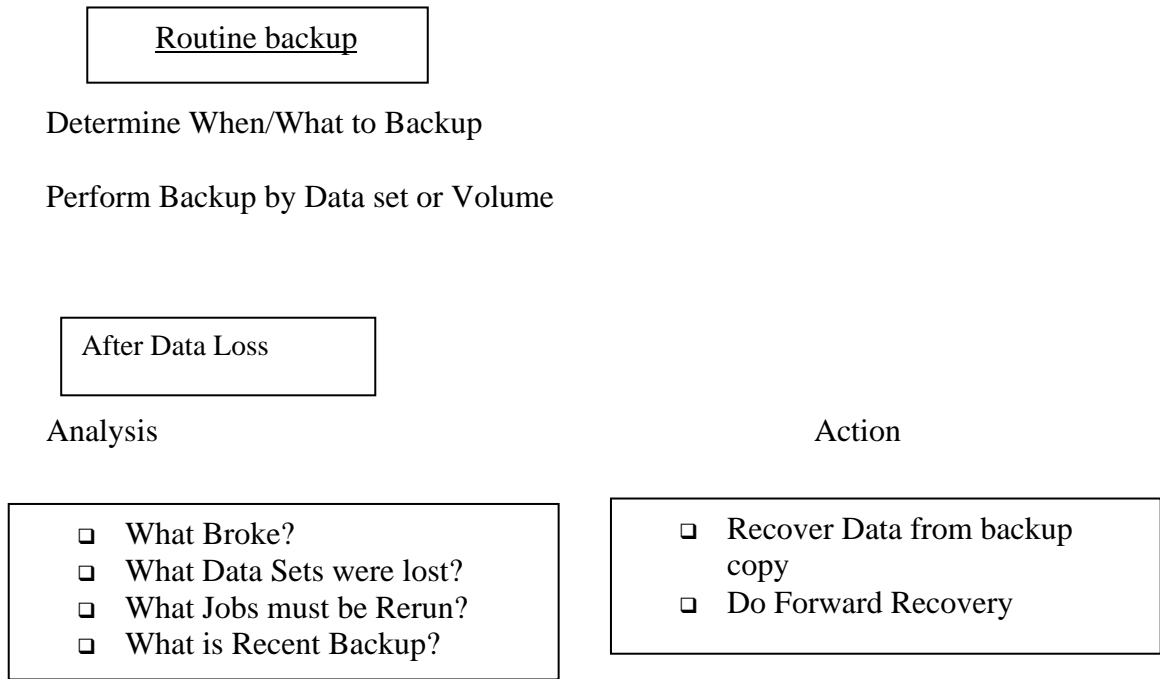 Routine backup
Determine When/What to Backup
Perform Backup by Data set or Volume
After Data Loss
Analysis
Action
❑ What Broke?
❑ What Data Sets were lost?
❑ What Jobs must be Rerun?
❑ What is Recent Backup?
❑ Recover Data from backup
copy
❑ Do Forward Recovery